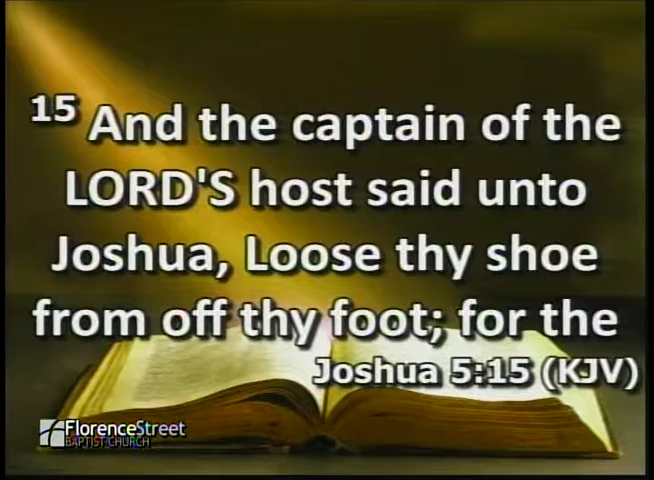 15 And the captain of the
LORD'S host said unto
Joshua, Loose thy shoe
from off thy foot; for the
Joshua 5:15 (KJV)
FlorenceStreet
BAPTIST CHURCH